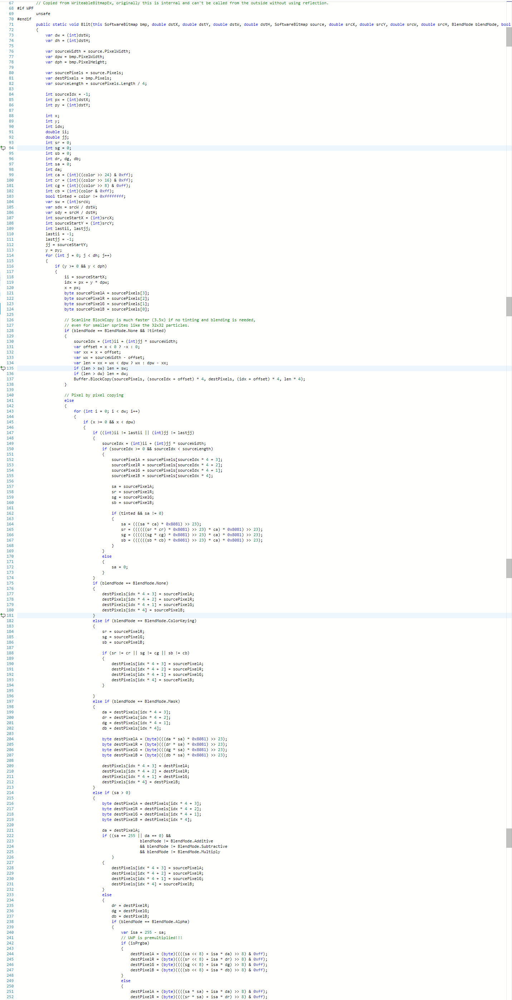 67 // Copied from WriteableBitmapEx, originally this is internal and can't be called from the outside without using reflection.
68 #if WPF
69 unsafe
70 #endif
71 public static void Blit(this SoftwareBitmap bmp, double dstX, double dstY, double dstW, double dstH, SoftwareBitmap source, double srcX, double srcY, double srcW, double srcH, BlendMode blendMode, bool
72 {
73 var dw = (int)dstW;
74 var dh = (int)dstH;
75
76 var sourceWidth = source.PixelWidth;
77 var dpw = bmp.PixelWidth;
78 var dph = bmp.PixelHeight;
79
80 var sourcePixels = source.Pixels;
81 var destPixels = bmp.Pixels;
82 var sourceLength = sourcePixels.Length / 4;
83
84 int sourceIdx = -1;
85 int px = (int)dstX;
86 int py = (int)dstY;
87
88 int x;
89 int y;
90 int idx;
91 double ii;
92 double jj;
93 int sr = 0;
94 int sg = 0;
95 int sb = 0;
96 int dr, dg, db;
97 int sa = 0;
98 int da;
99 int ca = (int)((color >> 24) & 0xff);
100 int cr = (int)((color >> 16) & 0xff);
101 int cg = (int)((color >> 8) & 0xff);
102 int cb = (int)(color & 0xff);
103 bool tinted = color != 0xffffffff;
104 var sw = (int)srcW;
105 var sdx = srcW / dstW;
106 var sdy = srcH / dstH;
107 int sourceStartX = (int)srcX;
108 int sourceStartY = (int)srcY;
109 int lastii, lastjj;
110 lastii = -1;
111 lastjj = -1;
112 jj = sourceStartY;
113 y = py;
114 for (int j = 0; j < dh; j++)
115 {
116 if (y >= 0 && y < dph)
117 {
118 ii = sourceStartX;
119 idx = px + y * dpw;
120 x = px;
121 byte sourcePixelA = sourcePixels[3];
122 byte sourcePixelR = sourcePixels[2];
123 byte sourcePixelG = sourcePixels[1];
124 byte sourcePixelB = sourcePixels[0];
125
126 // Scanline BlockCopy is much faster (3.5x) if no tinting and blending is needed,
127 // even for smaller sprites like the 32x32 particles.
128 if (blendMode == BlendMode.None && !tinted)
129 {
130 sourceIdx = (int)ii + (int)jj * sourceWidth;
131 var offset = x < 0 ? -x : 0;
132 var xx = x + offset;
133 var wx = sourceWidth - offset;
134 var len = xx + wx < dpw ? wx : dpw - xx;
135 if (len > sw) len = sw;
136 if (len > dw) len = dw;
137 Buffer.BlockCopy(sourcePixels, (sourceIdx + offset) * 4, destPixels, (idx + offset) * 4, len * 4);
138 }
139
140 // Pixel by pixel copying
141 else
142 {
143 for (int i = 0; i < dw; i++)
144 {
145 if (x >= 0 && x < dpw)
146 {
147 if ((int)ii != lastii || (int)jj != lastjj)
148 {
149 sourceIdx = (int)ii + (int)jj * sourceWidth;
150 if (sourceIdx >= 0 && sourceIdx < sourceLength)
151 {
152 sourcePixelA = sourcePixels[sourceIdx * 4 + 3];
153 sourcePixelR = sourcePixels[sourceIdx * 4 + 2];
154 sourcePixelG = sourcePixels[sourceIdx * 4 + 1];
155 sourcePixelB = sourcePixels[sourceIdx * 4];
156
157 sa = sourcePixelA;
158 sr = sourcePixelR;
159 sg = sourcePixelG;
160 sb = sourcePixelB;
161
162 if (tinted && sa != 0)
163 {
164 sa = (((sa * ca) * 0x8081) >> 23);
165 sr = ((((((sr * cr) * 0x8081) >> 23) * ca) * 0x8081) >> 23);
166 sg = ((((((sg * cg) * 0x8081) >> 23) * ca) * 0x8081) >> 23);
167 sb = ((((((sb * cb) * 0x8081) >> 23) * ca) * 0x8081) >> 23);
168 }
169 }
170 else
171 {
172 sa = 0;
173 }
174 }
175 if (blendMode == BlendMode.None)
176 {
177 destPixels[idx * 4 + 3] = sourcePixelA;
178 destPixels[idx * 4 + 2] = sourcePixelR;
179 destPixels[idx * 4 + 1] = sourcePixelG;
180 destPixels[idx * 4] = sourcePixelB;
181 }
182 else if (blendMode == BlendMode.ColorKeying)
183 {
184 sr = sourcePixelR;
185 sg = sourcePixelG;
186 sb = sourcePixelB;
187
188 if (sr != cr || sg != cg || sb != cb)
189 {
190 destPixels[idx * 4 + 3] = sourcePixelA;
191 destPixels[idx * 4 + 2] = sourcePixelR;
192 destPixels[idx * 4 + 1] = sourcePixelG;
193 destPixels[idx * 4] = sourcePixelB;
194 }
195
196 }
197 else if (blendMode == BlendMode.Mask)
198 {
199 da = destPixels[idx * 4 + 3];
200 dr = destPixels[idx * 4 + 2];
201 dg = destPixels[idx * 4 + 1];
202 db = destPixels[idx * 4];
203
204 byte destPixelA = (byte)(((da * sa) * 0x8081) >> 23);
205 byte destPixelR = (byte)(((dr * sa) * 0x8081) >> 23);
206 byte destPixelG = (byte)(((dg * sa) * 0x8081) >> 23);
207 byte destPixelB = (byte)(((db * sa) * 0x8081) >> 23);
208
209 destPixels[idx * 4 + 3] = destPixelA;
210 destPixels[idx * 4 + 2] = destPixelR;
211 destPixels[idx * 4 + 1] = destPixelG;
212 destPixels[idx * 4] = destPixelB;
213 }
214 else if (sa > 0)
215 {
216 byte destPixelA = destPixels[idx * 4 + 3];
217 byte destPixelR = destPixels[idx * 4 + 2];
218 byte destPixelG = destPixels[idx * 4 + 1];
219 byte destPixelB = destPixels[idx * 4];
220
221 da = destPixelA;
222 if ((sa == 255 || da == 0) &&
223 blendMode != BlendMode.Additive
224 && blendMode != BlendMode.Subtractive
225 && blendMode != BlendMode.Multiply
226 )
227 {
228 destPixels[idx * 4 + 3] = sourcePixelA;
229 destPixels[idx * 4 + 2] = sourcePixelR;
230 destPixels[idx * 4 + 1] = sourcePixelG;
231 destPixels[idx * 4] = sourcePixelB;
232 }
233 else
234 {
235 dr = destPixelR;
236 dg = destPixelG;
237 db = destPixelB;
238 if (blendMode == BlendMode.Alpha)
239 {
240 var isa = 255 - sa;
241 // UWP is premultiplied!!!
242 if (isPrgba)
243 {
244 destPixelA = (byte)((((sa << 8) + isa * da) >> 8) & 0xff);
245 destPixelR = (byte)((((sr << 8) + isa * dr) >> 8) & 0xff);
246 destPixelG = (byte)((((sg << 8) + isa * dg) >> 8) & 0xff);
247 destPixelB = (byte)((((sb << 8) + isa * db) >> 8) & 0xff);
248 }
249 else
250 {
251 destPixelA = (byte)((((sa * sa) + isa * da) >> 8) & 0xff);
252 destPixelR = (byte)((((sr * sa) + isa * dr) >> 8) & 0xff);